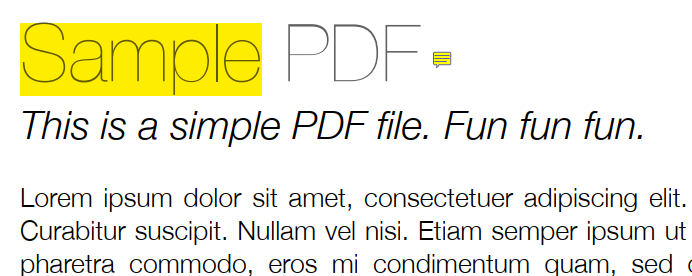 Sample PDF
This is a simple PDF file. Fun fun fun.
Lorem ipsum dolor sit amet, consectetuer adipiscing elit.
Curabitur suscipit. Nullam vel nisi. Etiam semper ipsum ut
pharetra commodo, eros mi condimentum quam, sed